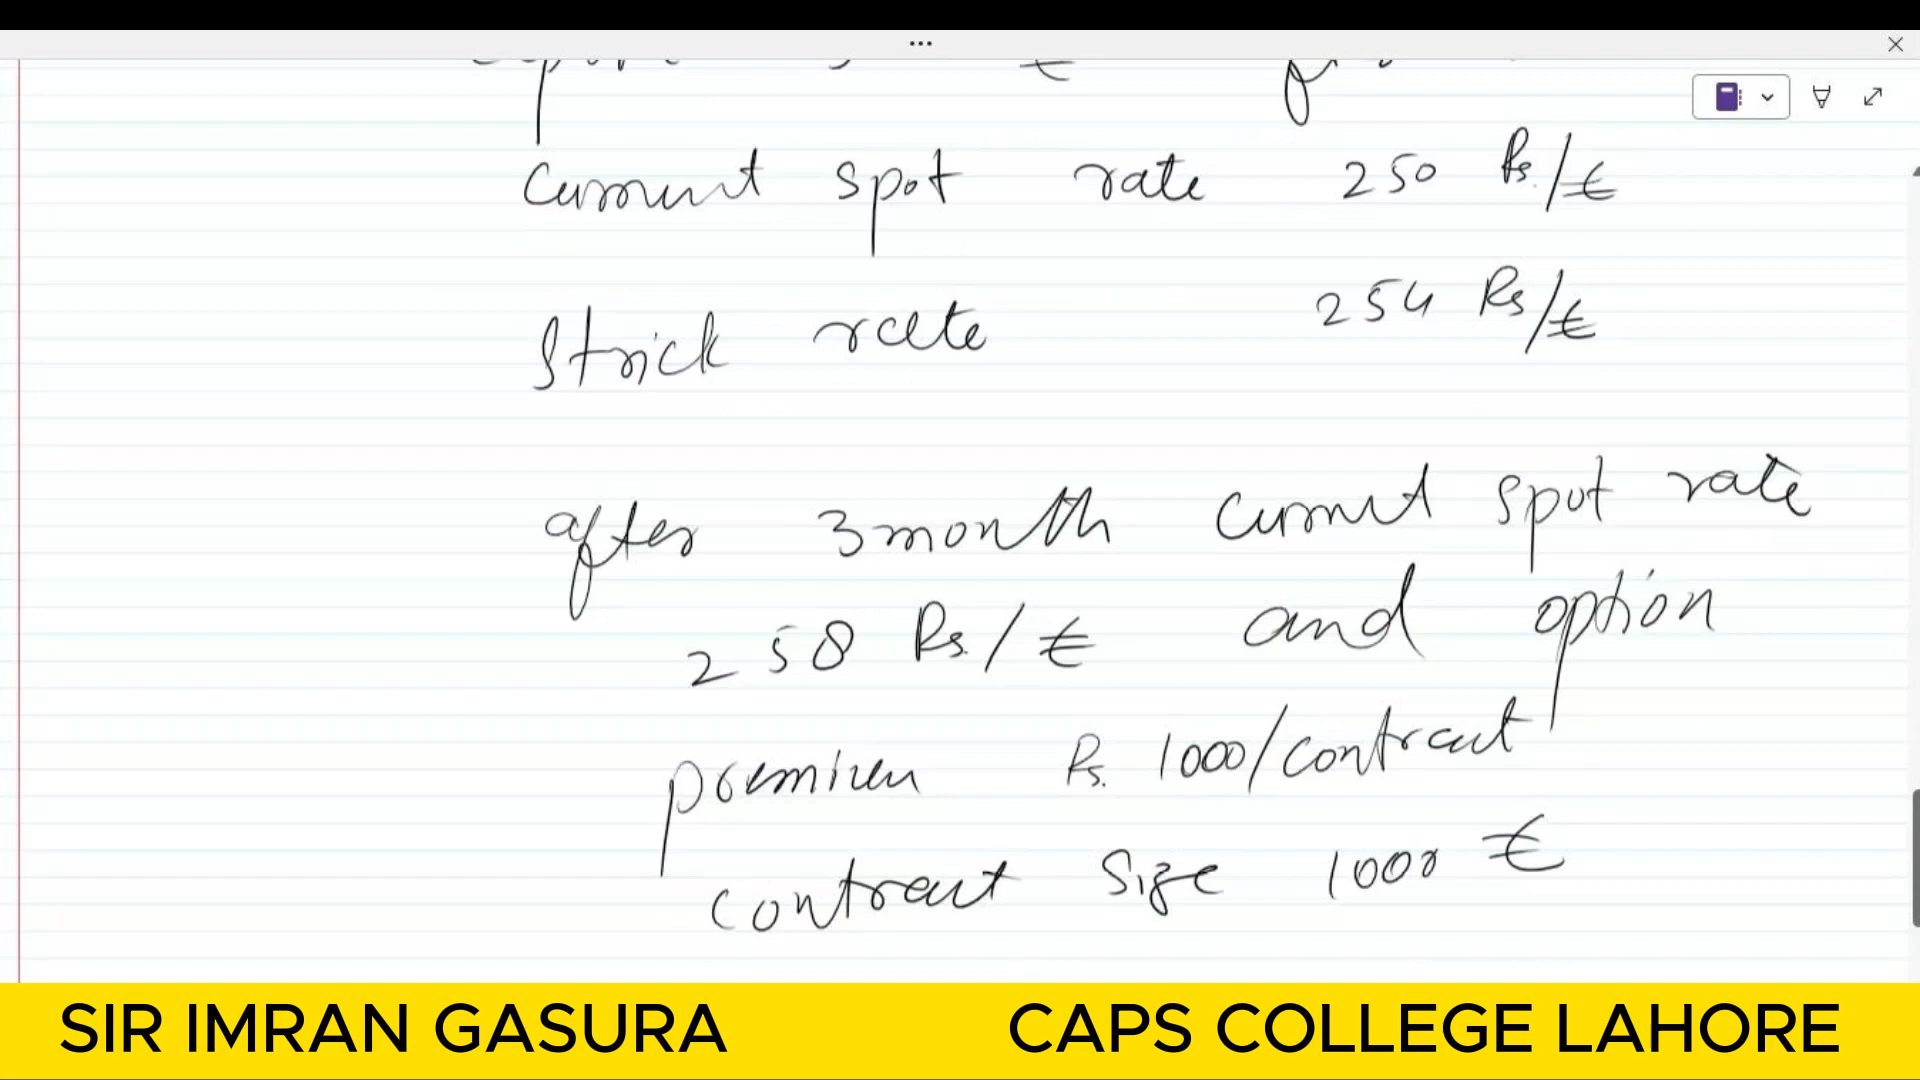 Current spot rate 250 Rs./€
Strick rate 254 Rs/€
after 3 month current spot rate
258 Rs./€ and option
premium Rs. 1000/contract
contract Size 1000 €
SIR IMRAN GASURA CAPS COLLEGE LAHORE